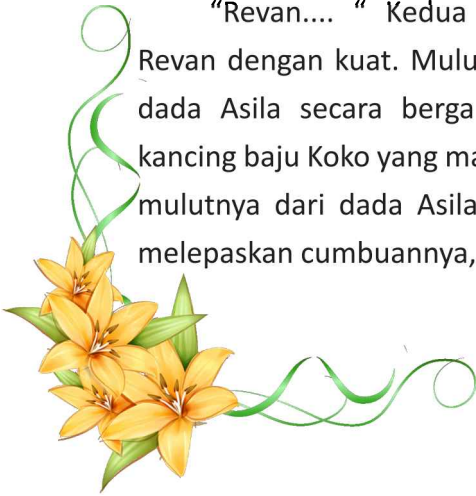 “Revan.... “ Kedua
Revan dengan kuat. Mulu
dada Asila secara berga
kancing baju Koko yang ma
mulutnya dari dada Asila
melepaskan cumbuannya,